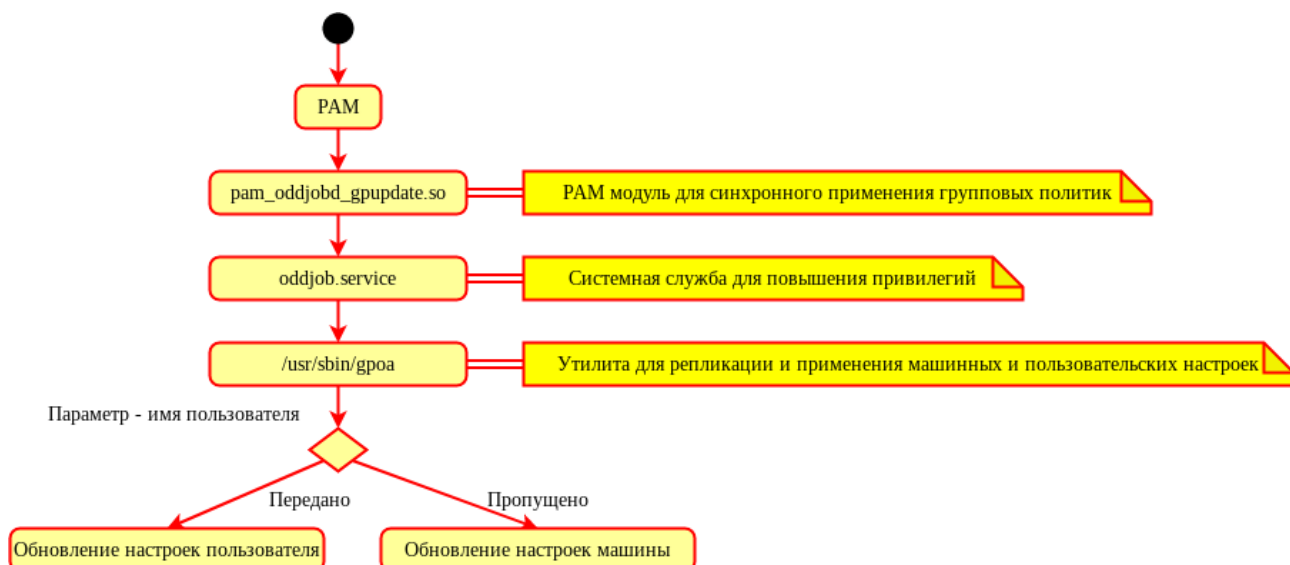 PAM
pam_oddjobd_gpupdate.so
PAM модуль для синхронного применения групповых политик
oddjob.service
Системная служба для повышения привилегий
/usr/sbin/gpoa
Утилита для репликации и применения машинных и пользовательских настроек
Параметр - имя пользователя
Передано
Пропущено
Обновление настроек пользователя
Обновление настроек машины